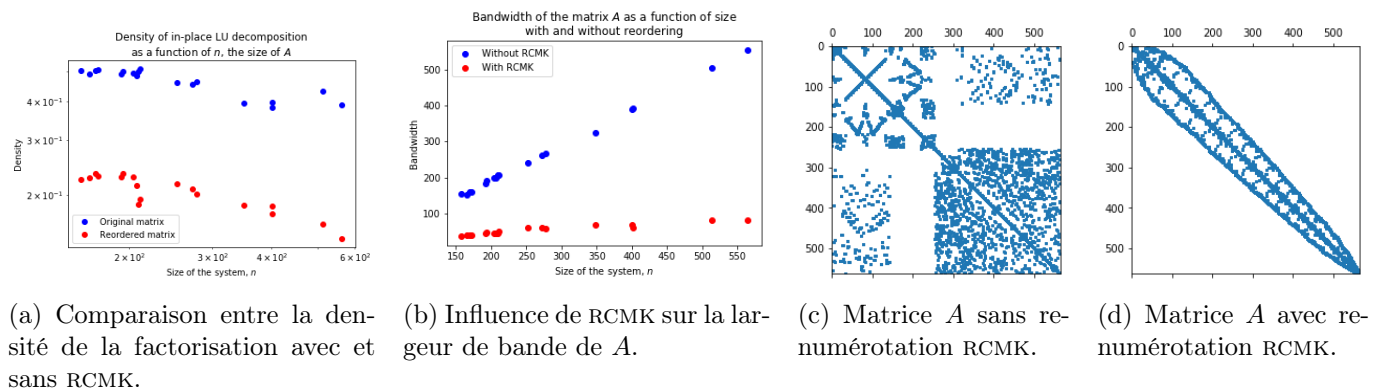 Density of in-place LU decomposition
as a function of n, the size of A
Density
4 × 10⁻¹
3 × 10⁻¹
2 × 10⁻¹
Original matrix
Reordered matrix
2 × 10² 3 × 10² 4 × 10² 6 × 10²
Size of the system, n
Bandwidth of the matrix A as a function of size
with and without reordering
Bandwidth
500
400
300
200
100
Without RCMK
With RCMK
150 200 250 300 350 400 450 500 550
Size of the system, n
0 100 200 300 400 500
0
100
200
300
400
500
0 100 200 300 400 500
0
100
200
300
400
500
(a) Comparaison entre la den-
sité de la factorisation avec et
sans RCMK.
(b) Influence de RCMK sur la lar-
geur de bande de A.
(c) Matrice A sans re-
numérotation RCMK.
(d) Matrice A avec re-
numérotation RCMK.